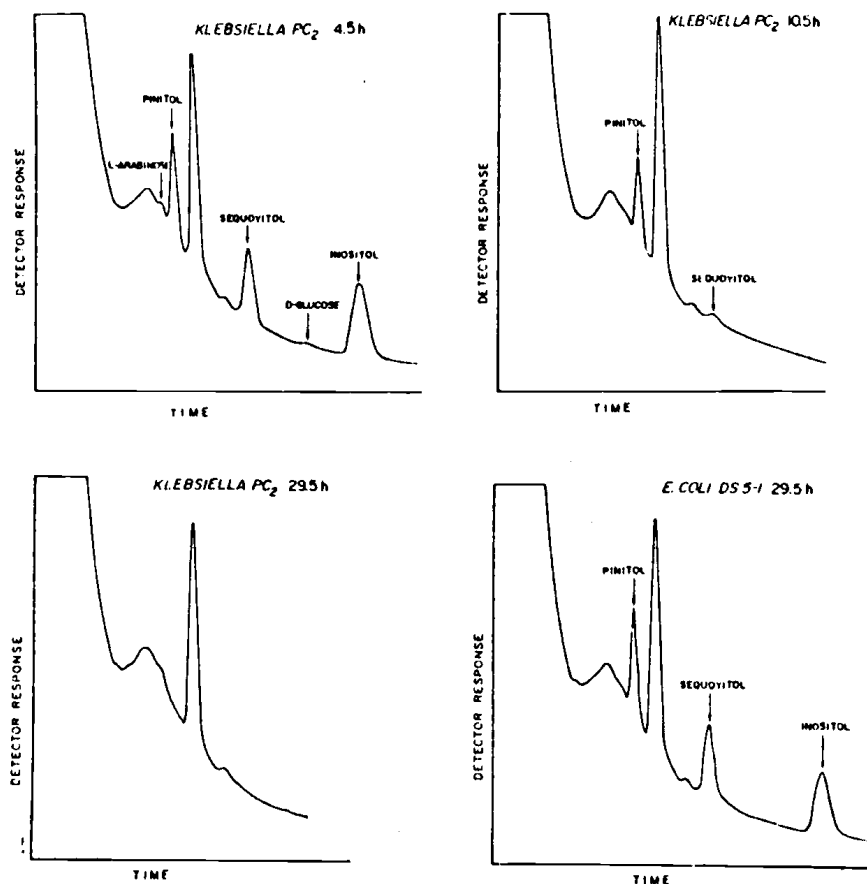 KLEBSIELLA PC2 4.5h
PINITOL
L-ARABINOSE
SEQUOYITOL
D-GLUCOSE
INOSITOL
DETECTOR RESPONSE
TIME
KLEBSIELLA PC2 10.5h
PINITOL
SEQUOYITOL
DETECTOR RESPONSE
TIME
KLEBSIELLA PC2 29.5h
DETECTOR RESPONSE
TIME
E. COLI DS 5-1 29.5h
PINITOL
SEQUOYITOL
INOSITOL
DETECTOR RESPONSE
TIME